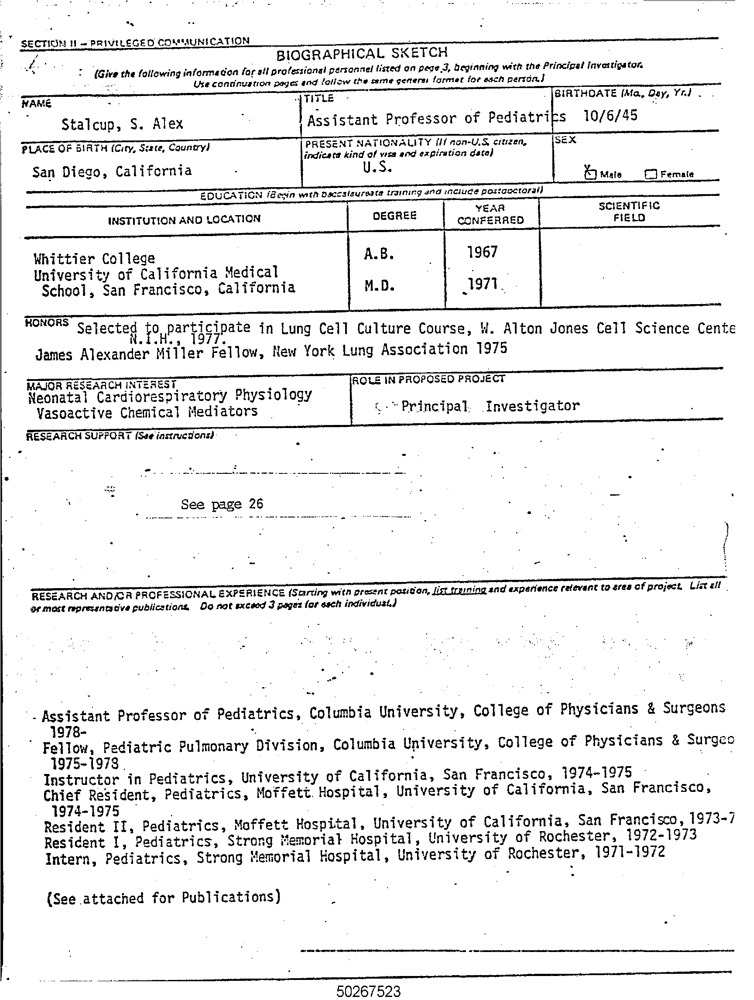 SECTION II – PRIVILEGED COMMUNICATION
BIOGRAPHICAL SKETCH
(Give the following information for all professional personnel listed on page 3, beginning with the Principal Investigator.
Use continuation pages and follow the same general format for each person.)
NAME
Stalcup, S. Alex
TITLE
Assistant Professor of Pediatrics
BIRTHDATE (Mo., Day, Yr.)
10/6/45
PLACE OF BIRTH (City, State, Country)
San Diego, California
PRESENT NATIONALITY (If non-U.S. citizen,
indicate kind of visa and expiration date)
U.S.
SEX
X Male Female
EDUCATION (Begin with baccalaureate training and include postdoctoral)
INSTITUTION AND LOCATION
DEGREE
YEAR
CONFERRED
SCIENTIFIC
FIELD
Whittier College A.B. 1967
University of California Medical
School, San Francisco, California M.D. 1971
HONORS Selected to participate in Lung Cell Culture Course, W. Alton Jones Cell Science Cente
N.I.H., 1977.
James Alexander Miller Fellow, New York Lung Association 1975
MAJOR RESEARCH INTEREST
Neonatal Cardiorespiratory Physiology
Vasoactive Chemical Mediators
ROLE IN PROPOSED PROJECT
Principal Investigator
RESEARCH SUPPORT (See instructions)
See page 26
RESEARCH AND/OR PROFESSIONAL EXPERIENCE (Starting with present position, list training and experience relevant to area of project. List all
or most representative publications. Do not exceed 3 pages for each individual.)
Assistant Professor of Pediatrics, Columbia University, College of Physicians & Surgeons
1978-
Fellow, Pediatric Pulmonary Division, Columbia University, College of Physicians & Surgeo
1975-1978
Instructor in Pediatrics, University of California, San Francisco, 1974-1975
Chief Resident, Pediatrics, Moffett Hospital, University of California, San Francisco,
1974-1975
Resident II, Pediatrics, Moffett Hospital, University of California, San Francisco, 1973-7
Resident I, Pediatrics, Strong Memorial Hospital, University of Rochester, 1972-1973
Intern, Pediatrics, Strong Memorial Hospital, University of Rochester, 1971-1972
(See attached for Publications)
50267523